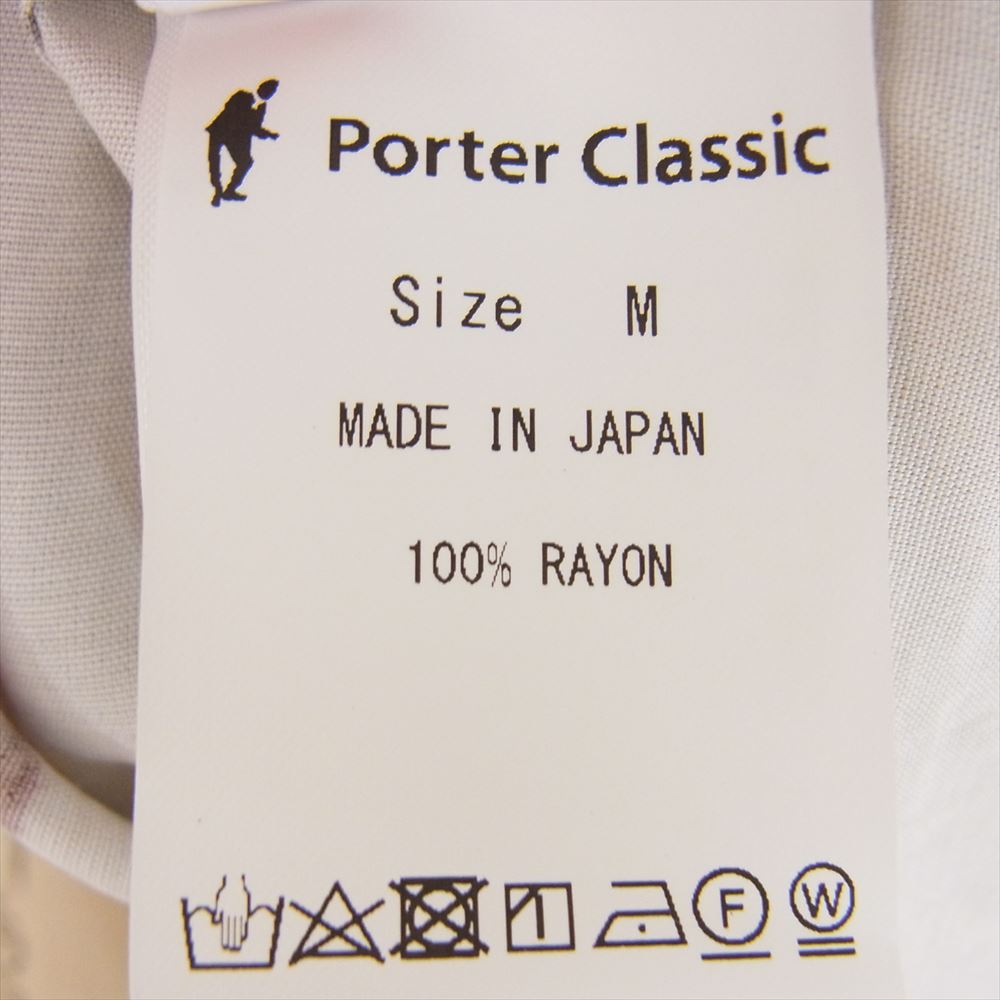 Porter Classic
Size M
MADE IN JAPAN
100% RAYON
F W